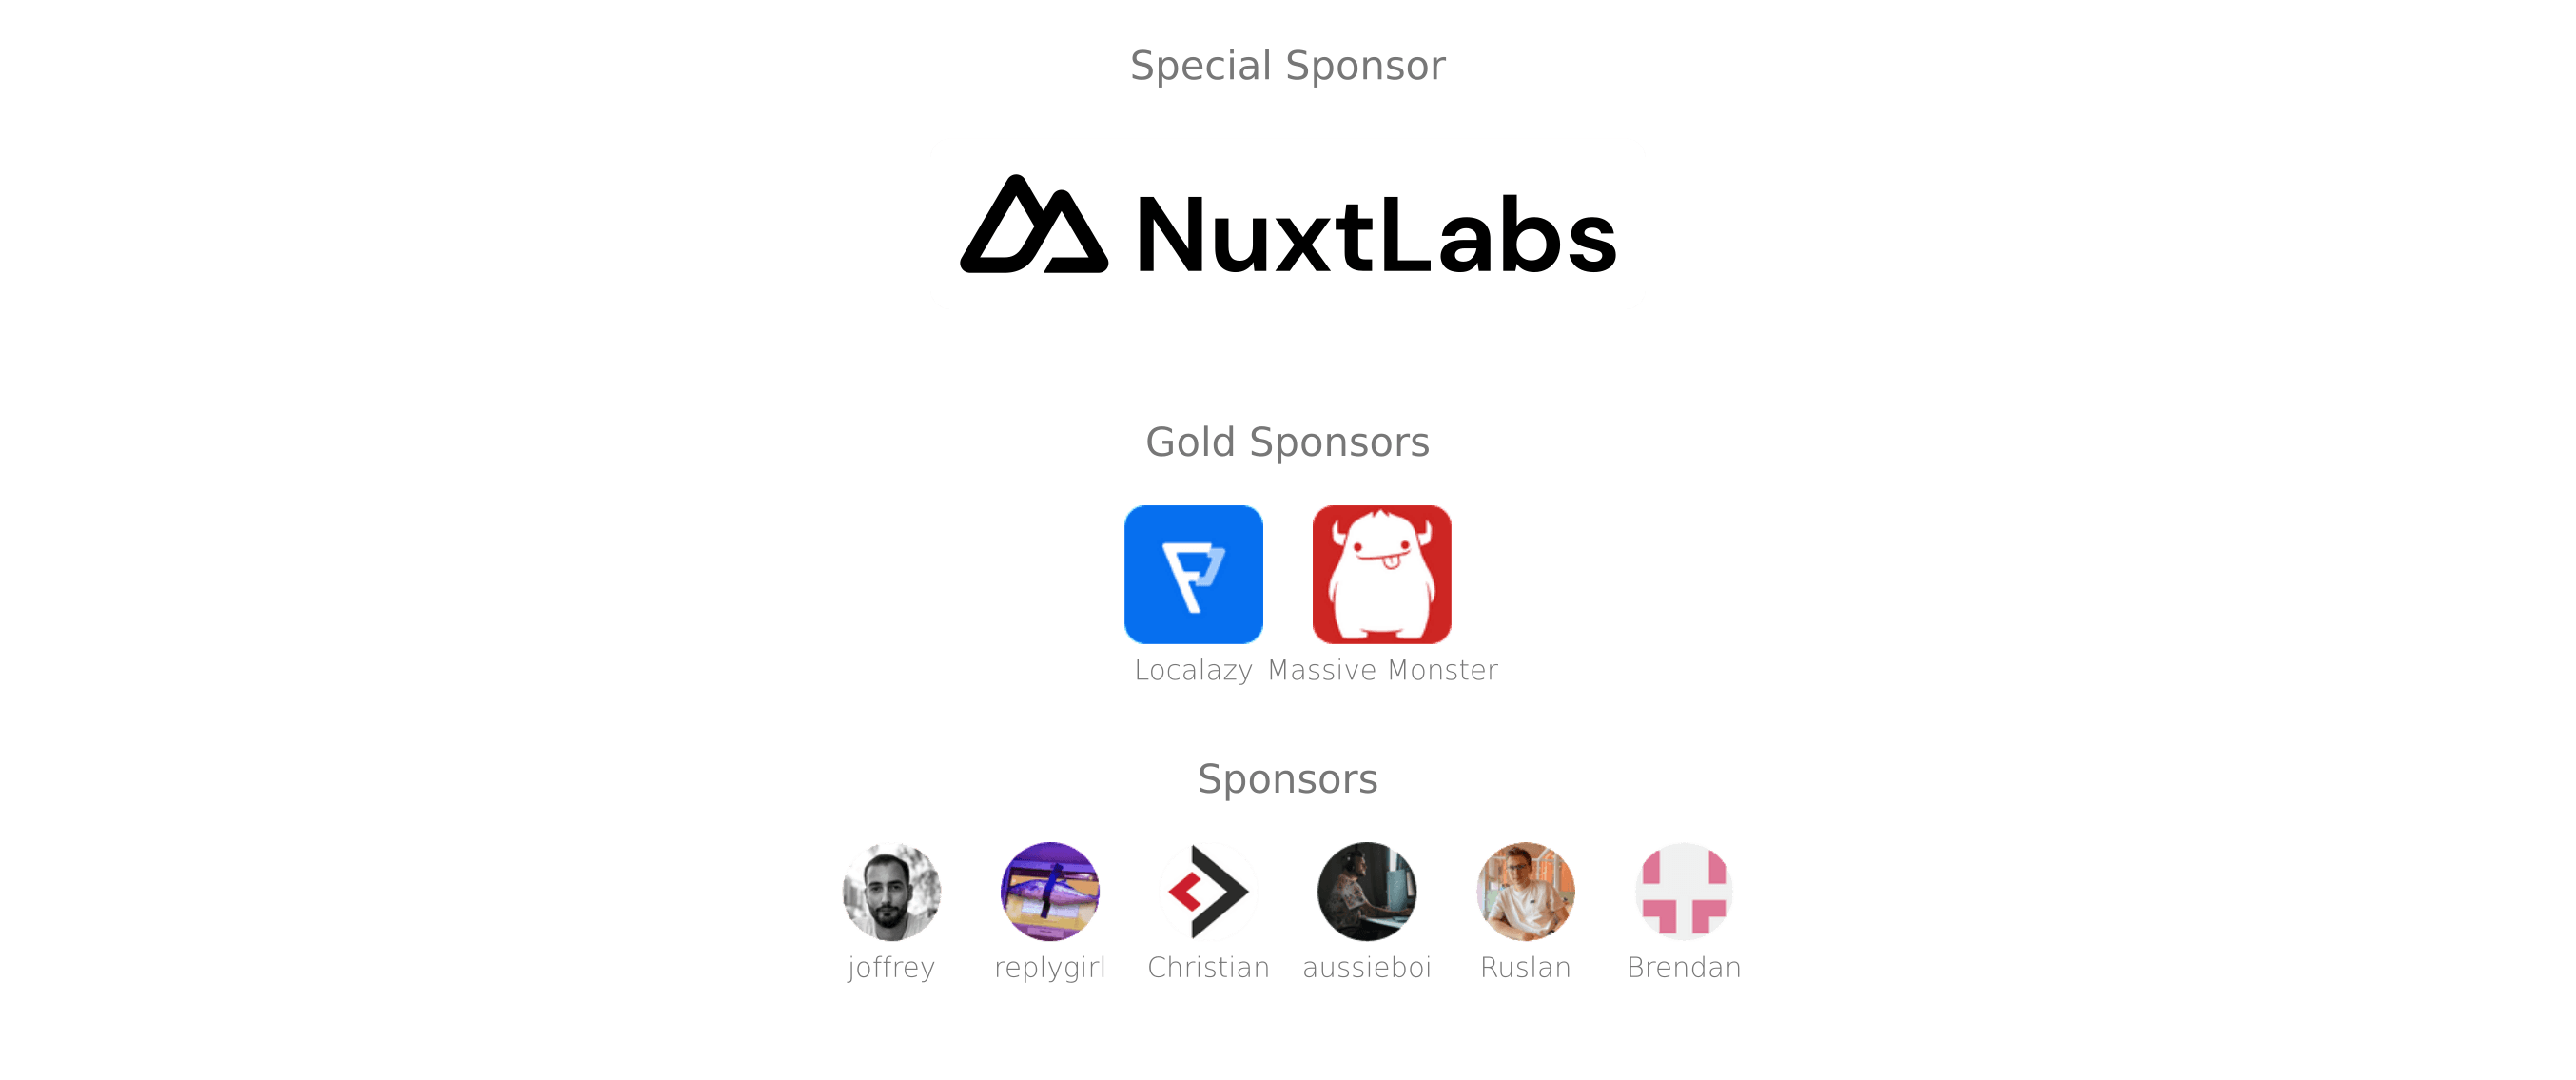 Special Sponsor
NuxtLabs
Gold Sponsors
Localazy Massive Monster
Sponsors
joffrey replygirl Christian aussieboi Ruslan Brendan